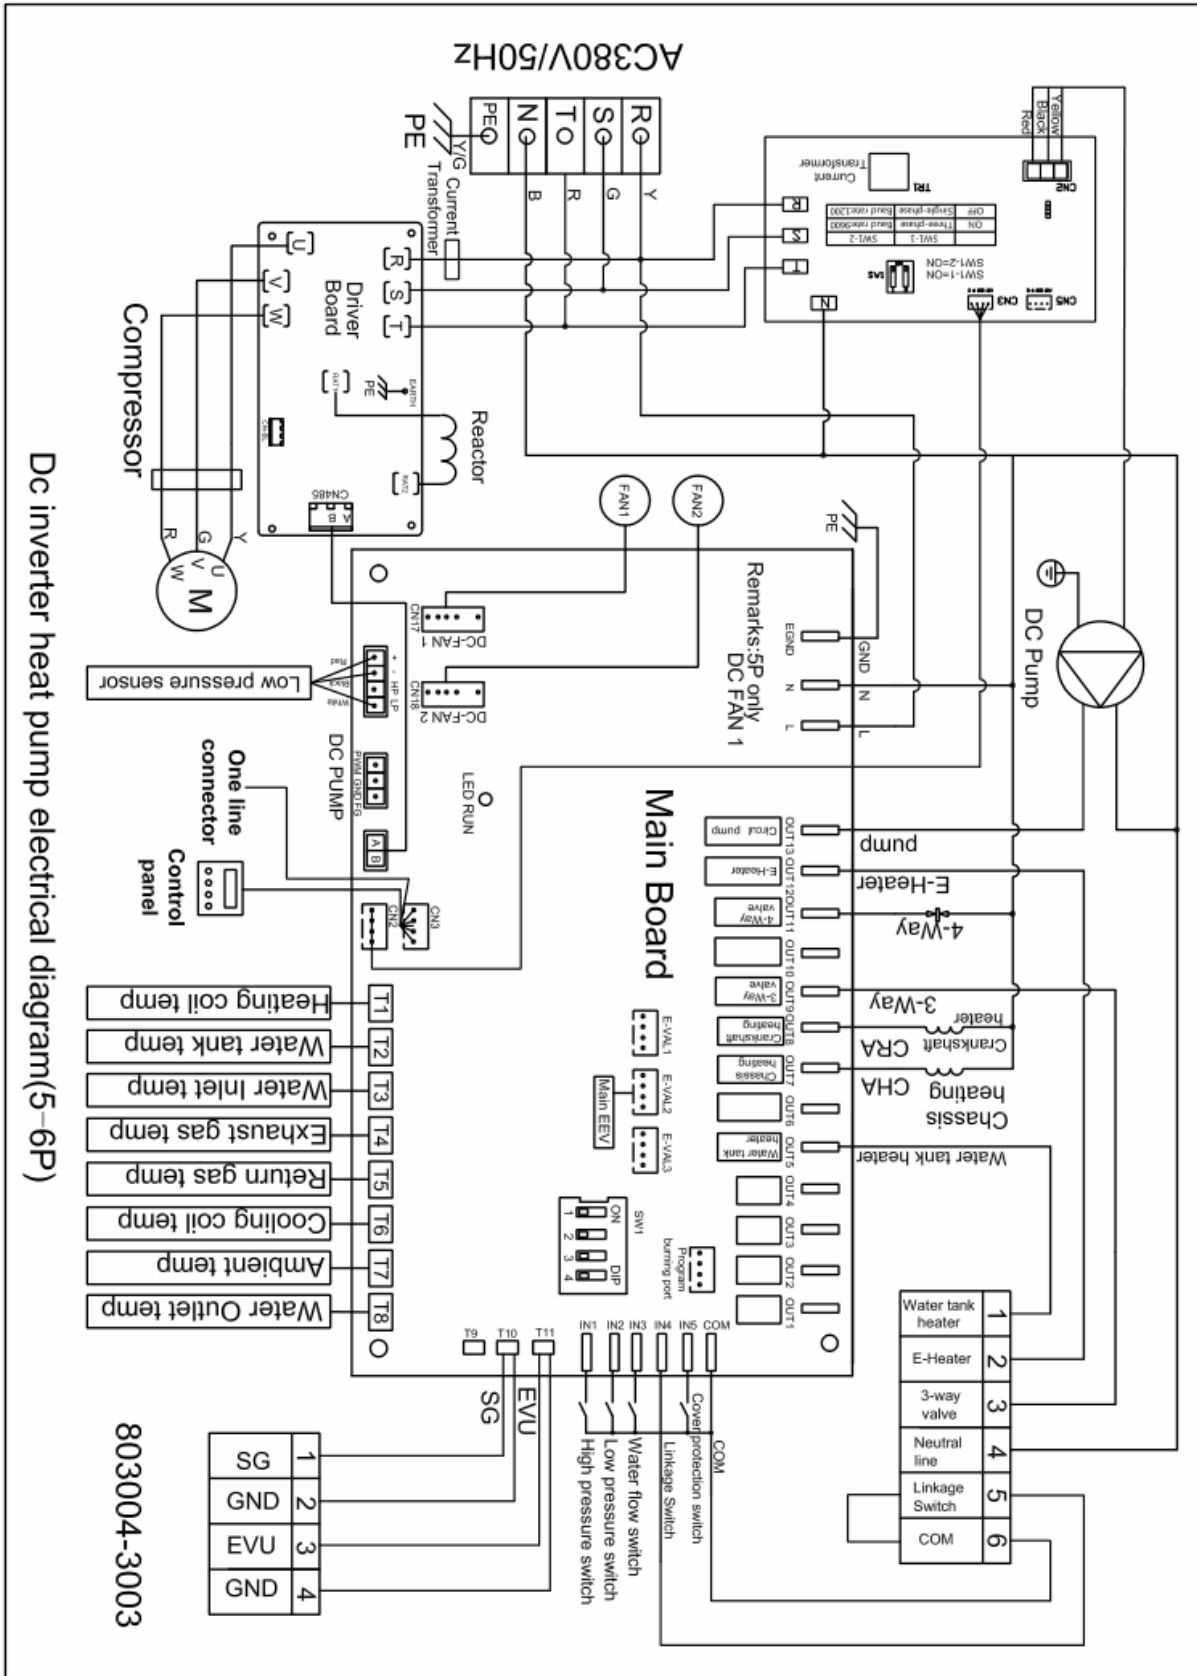 AC380V/50Hz
PE
PE
N
T
S
R
Y/G
B
R
G
Y
Current
Transformer
Yellow
Black
Red
CN2
Current
Transformer
TR1
OFF Single-phase Baud rate:1200
ON Three-phase Baud rate:9600
SW1-1 SW1-2
SW1-1=ON
SW1-2=ON
R
S
T
N
CN3
CN5
U
V
W
R
S
T
Driver
Board
PE
EARTH
RAT1
RAT2
Reactor
CN485
A
B
Compressor
R
G
Y
W
V
U
M
FAN1
FAN2
PE
DC Pump
Remarks:5P only
DC FAN 1
EGND
N
L
GND
N
L
CN17
DC-FAN 1
CN18
DC-FAN 2
Low pressure sensor
Red
Black
White
+
-
HP
LP
DC PUMP
PWM GND FG
A
B
LED RUN
One line
connector
Control
panel
CN2
CN3
Main Board
OUT13
Circul pump
pump
OUT12
E-Heater
E-Heater
OUT11
4-Way
valve
4-Way
OUT10
OUT9
3-Way
valve
3-Way
OUT8
Crankshaft
heating
CRA
Crankshaft
heater
OUT7
Chassis
heating
CHA
Chassis
heating
OUT6
OUT5
Water tank
heater
Water tank heater
OUT4
OUT3
OUT2
OUT1
E-VAL1
E-VAL2
E-VAL3
Main EEV
SW1
ON
DIP
1
2
3
4
Program
burning port
T1 Heating coil temp
T2 Water tank temp
T3 Water Inlet temp
T4 Exhaust gas temp
T5 Return gas temp
T6 Cooling coil temp
T7 Ambient temp
T8 Water Outlet temp
T9
T10
T11
SG
EVU
IN1
IN2
IN3
IN4
IN5
COM
High pressure switch
Low pressure switch
Water flow switch
Linkage Switch
Cover protection switch
COM
SG 1
GND 2
EVU 3
GND 4
Water tank
heater 1
E-Heater 2
3-way
valve 3
Neutral
line 4
Linkage
Switch 5
COM 6
803004-3003
Dc inverter heat pump electrical diagram(5-6P)